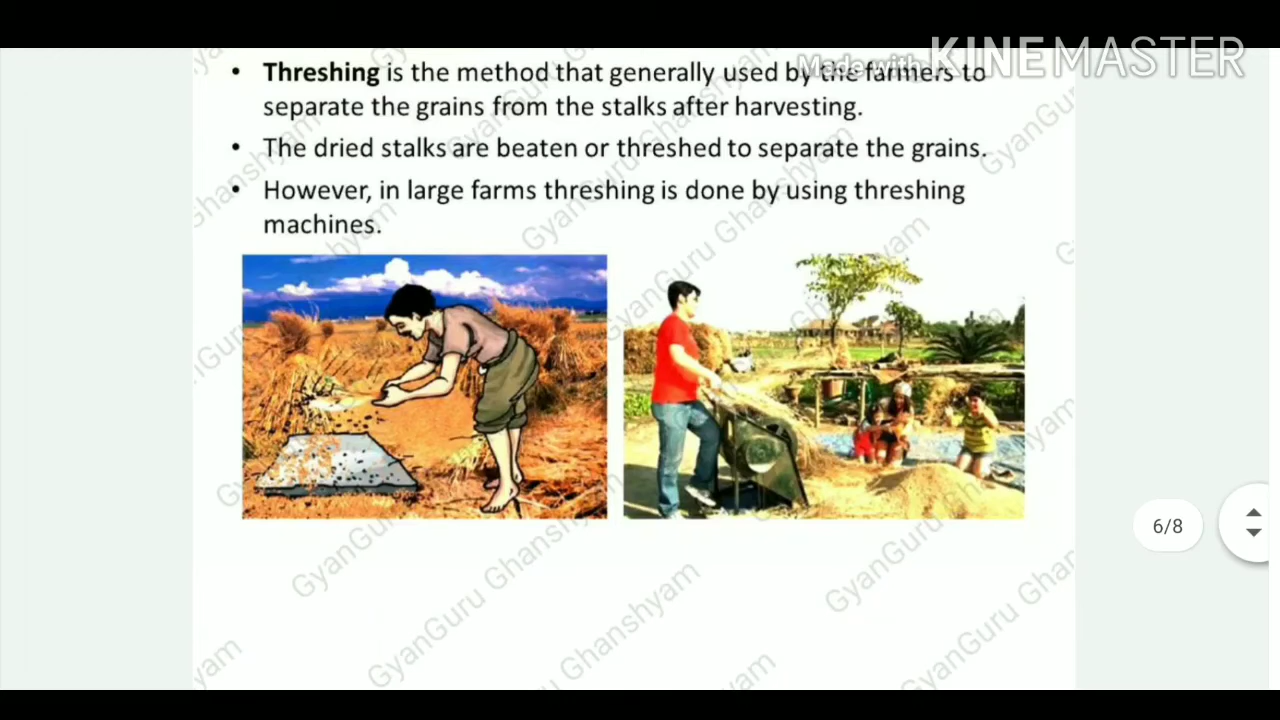 Made with KINEMASTER
• Threshing is the method that generally used by the farmers to
separate the grains from the stalks after harvesting.
• The dried stalks are beaten or threshed to separate the grains.
• However, in large farms threshing is done by using threshing
machines.
6/8
GyanGuru Ghanshyam